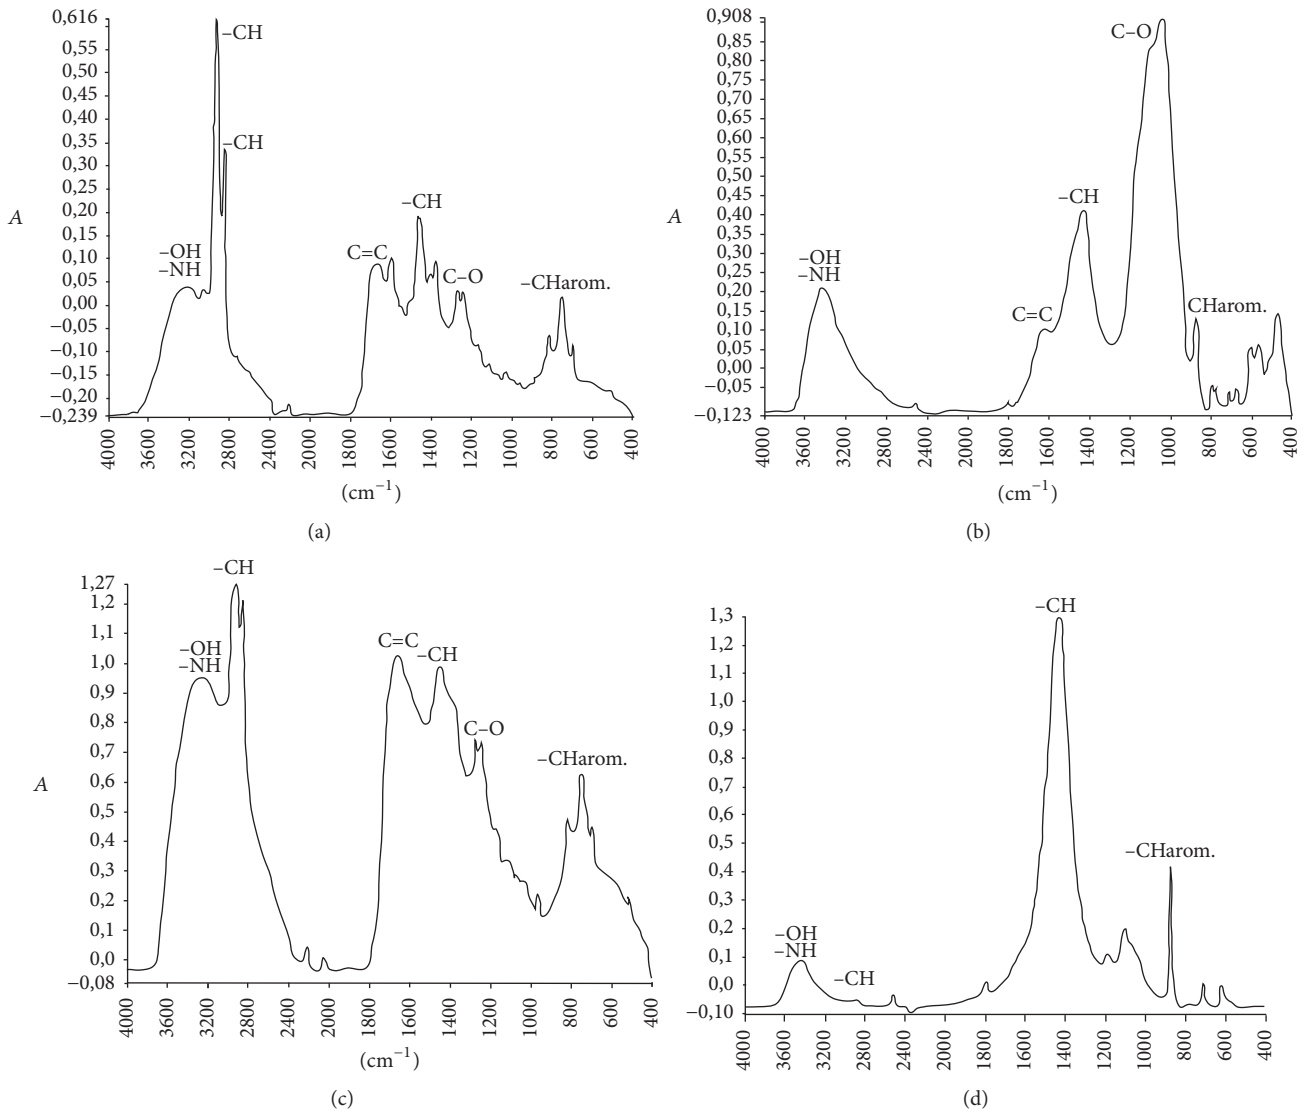 0,616
0,55
0,50
0,45
0,40
0,35
0,30
0,25
0,20
0,15
0,10
0,05
0,00
−0,05
−0,10
−0,15
−0,20
−0,239
A
–CH
–CH
–OH
–NH
C=C
–CH
C–O
–CHarom.
4000 3600 3200 2800 2400 2000 1800 1600 1400 1200 1000 800 600 400
(cm−1)
(a)
0,908
0,85
0,80
0,75
0,70
0,65
0,60
0,55
0,50
0,45
0,40
0,35
0,30
0,25
0,20
0,15
0,10
0,05
0,00
−0,05
−0,123
A
C–O
–CH
–OH
–NH
C=C
CHarom.
4000 3600 3200 2800 2400 2000 1800 1600 1400 1200 1000 800 600 400
(cm−1)
(b)
1,27
1,2
1,1
1,0
0,9
0,8
0,7
0,6
0,5
0,4
0,3
0,2
0,1
0,0
−0,08
A
–CH
–OH
–NH
C=C
–CH
C–O
–CHarom.
4000 3600 3200 2800 2400 2000 1800 1600 1400 1200 1000 800 600 400
(cm−1)
(c)
1,3
1,2
1,1
1,0
0,9
0,8
0,7
0,6
0,5
0,4
0,3
0,2
0,1
0,0
−0,10
–CH
–CHarom.
–OH
–NH
–CH
4000 3600 3200 2800 2400 2000 1800 1600 1400 1200 1000 800 600 400
(d)